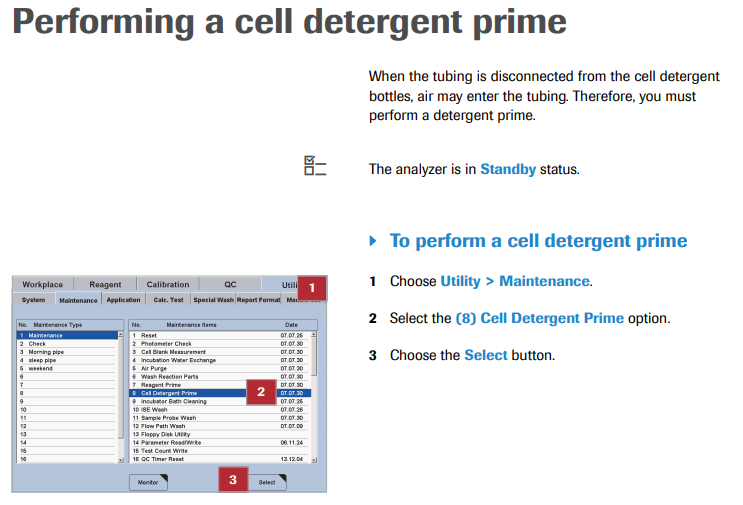 Performing a cell detergent prime
When the tubing is disconnected from the cell detergent
bottles, air may enter the tubing. Therefore, you must
perform a detergent prime.
The analyzer is in Standby status.
To perform a cell detergent prime
1 Choose Utility > Maintenance.
2 Select the (8) Cell Detergent Prime option.
3 Choose the Select button.
Workplace Reagent Calibration QC 1
System Maintenance Application Calc. Test Special Wash Report Format
No. Maintenance Type No. Maintenance Items Date
1 Maintenance 1 Reset 07.07.25
2 Check 2 Photometer Check 07.07.30
3 Morning pipe 3 Cell Blank Measurement 07.07.30
4 sleep pipe 4 Incubation Water Exchange 07.07.30
5 weekend 5 Air Purge 07.07.30
6 6 Wash Reaction Parts 07.07.30
7 7 Reagent Prime 07.07.30
8 8 Cell Detergent Prime 2 07.07.30
9 9 Incubator Bath Cleaning 07.07.25
10 10 ISE Wash 07.07.26
11 11 Sample Probe Wash 07.07.30
12 12 Flow Path Wash 07.07.09
13 13 Floppy Disk Utility
14 14 Parameter Read/Write 06.11.24
15 15 Test Count Write
16 16 QC Timer Reset 13.12.04
Monitor 3 Select